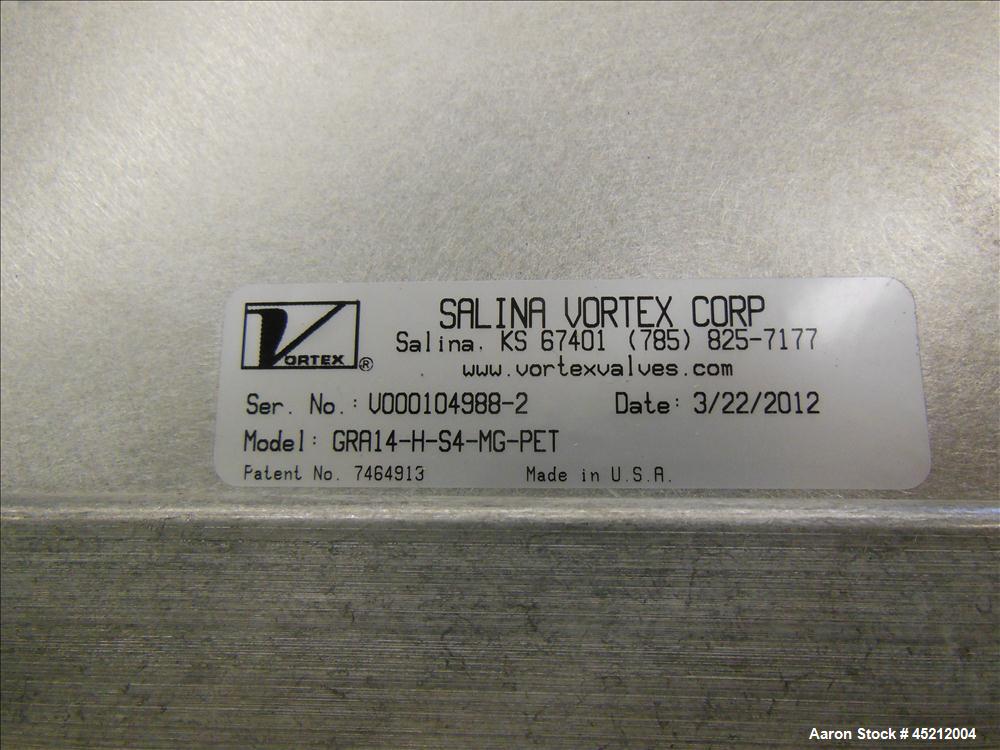 SALINA VORTEX CORP
VORTEX ®
Salina, KS 67401 (785) 825-7177
www.vortexvalves.com
Ser. No.: V000104988-2 Date: 3/22/2012
Model: GRA14-H-S4-MG-PET
Patent No. 7464913 Made in U.S.A.
Aaron Stock # 45212004